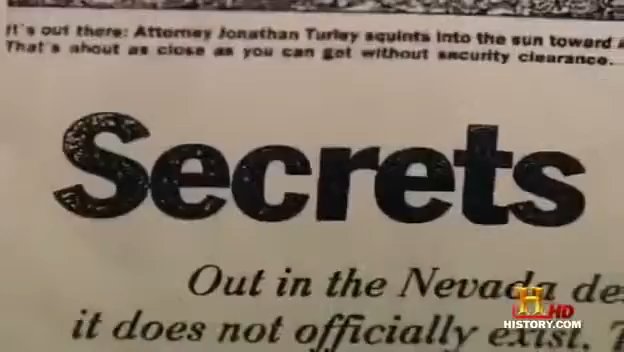 It's out there: Attorney Jonathan Turley squints into the sun toward
That's about as close as you can get without security clearance.
Secrets
Out in the Nevada
it does not officially exist.
H HD
HISTORY.COM